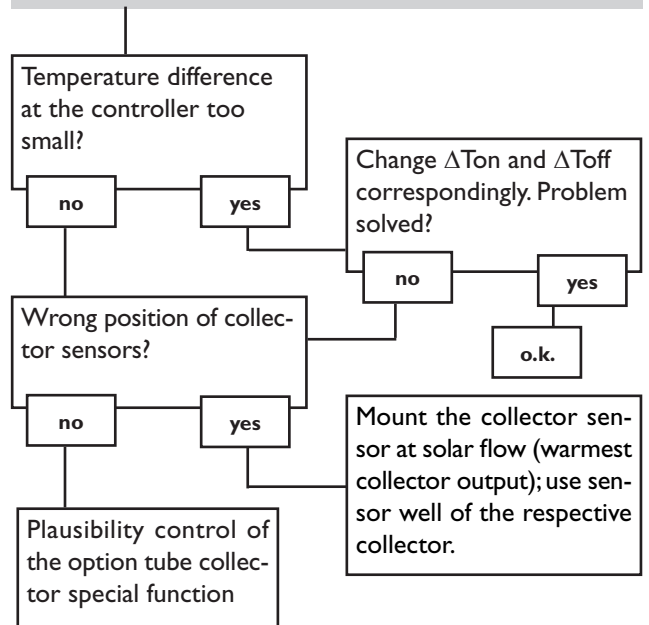 Temperature difference
at the controller too
small?
no
yes
Change ΔTon and ΔToff
correspondingly. Problem
solved?
no
yes
o.k.
Wrong position of collec-
tor sensors?
no
yes
Mount the collector sen-
sor at solar flow (warmest
collector output); use sen-
sor well of the respective
collector.
Plausibility control of
the option tube collec-
tor special function